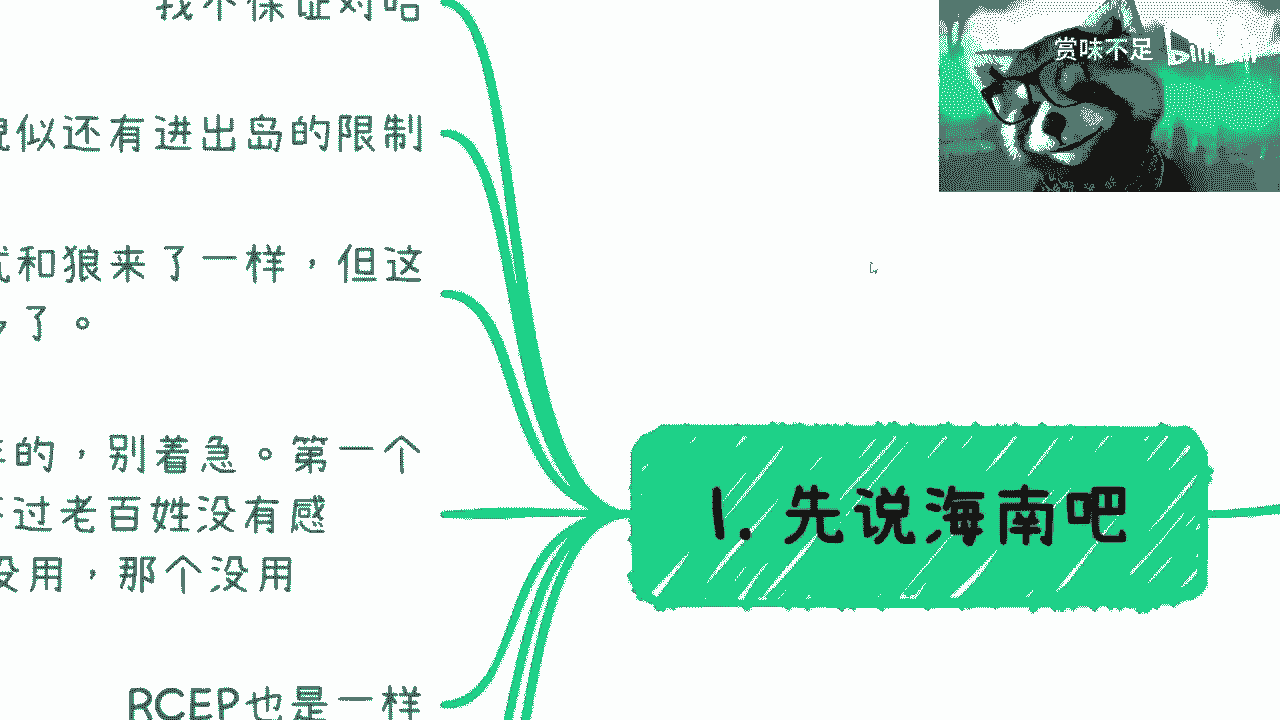 我不保证对哈
似还有进出岛的限制
和狼来了一样，但这
了。
的，别着急。第一个
过老百姓没有感
没用，那个没用
RCEP也是一样
1. 先说海南吧
赏味不足